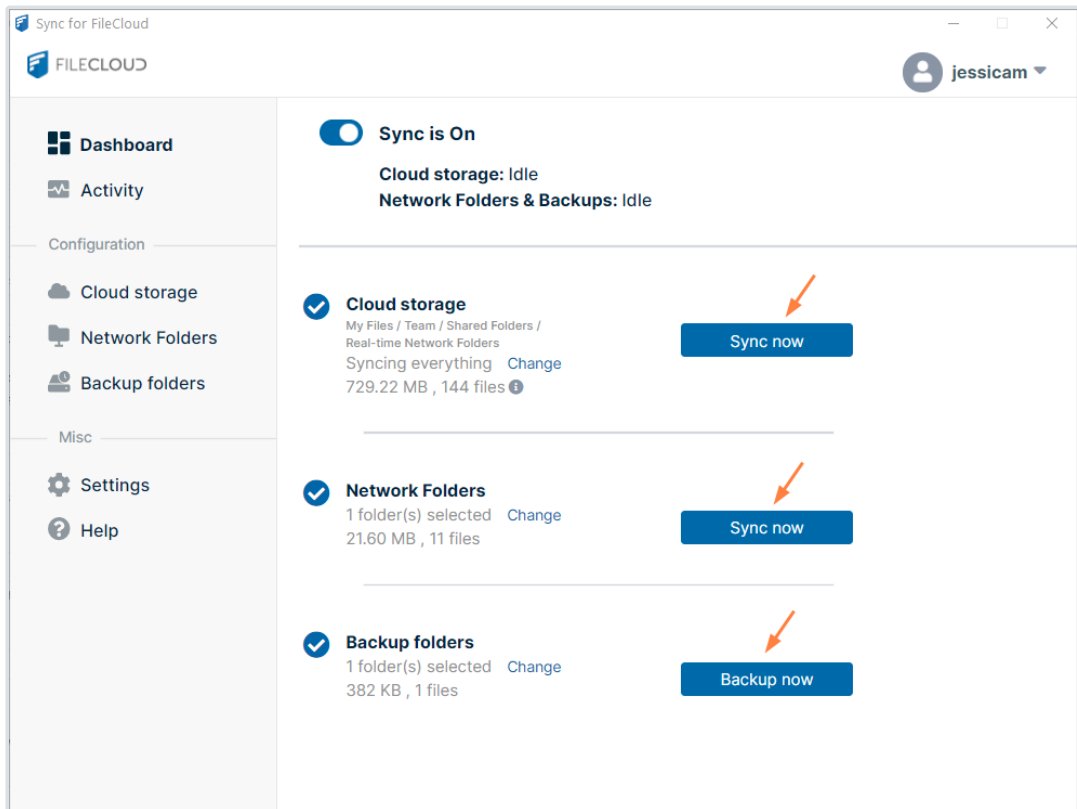 Sync for FileCloud
FILECLOUD
jessicam
Dashboard
Activity
Configuration
Cloud storage
Network Folders
Backup folders
Misc
Settings
Help
Sync is On
Cloud storage: Idle
Network Folders & Backups: Idle
Cloud storage
My Files / Team / Shared Folders /
Real-time Network Folders
Syncing everything Change
729.22 MB , 144 files
Sync now
Network Folders
1 folder(s) selected Change
21.60 MB , 11 files
Sync now
Backup folders
1 folder(s) selected Change
382 KB , 1 files
Backup now